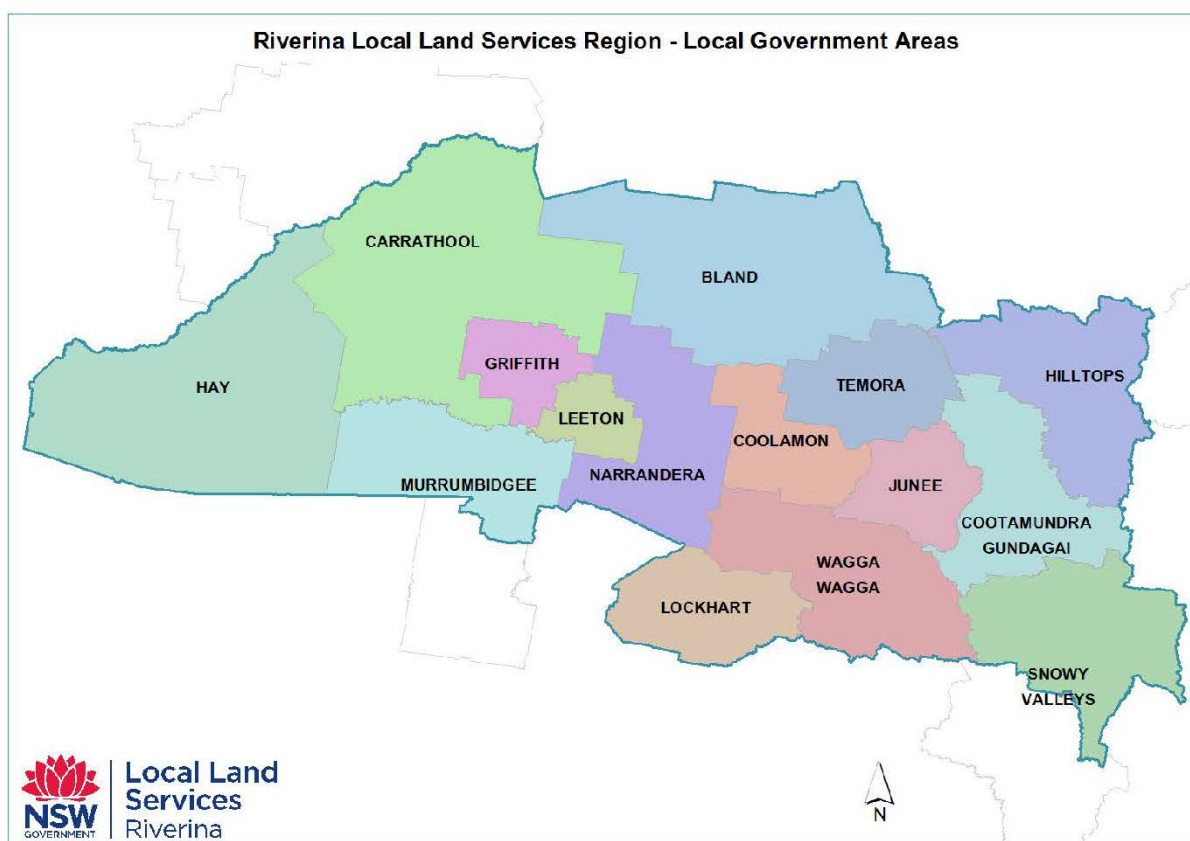 Riverina Local Land Services Region - Local Government Areas
CARRATHOOL
BLAND
GRIFFITH
HAY
TEMORA
HILLTOPS
LEETON
COOLAMON
NARRANDERA
MURRUMBIDGEE
JUNEE
COOTAMUNDRA
GUNDAGAI
WAGGA
WAGGA
LOCKHART
SNOWY
VALLEYS
NSW
GOVERNMENT
Local Land
Services
Riverina
N